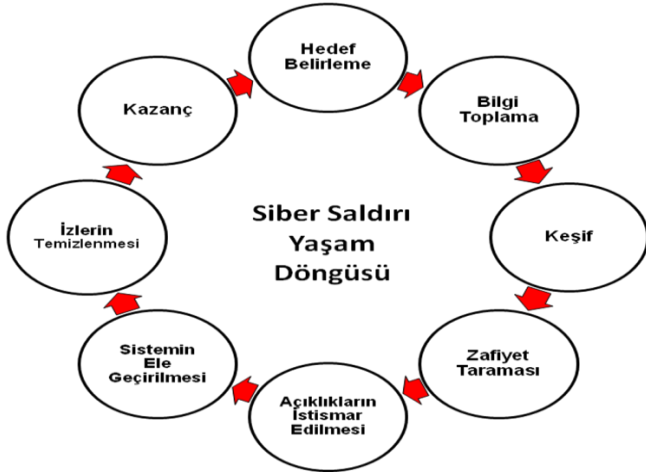 Hedef
Belirleme
Bilgi
Toplama
Keşif
Zafiyet
Taraması
Açıklıkların
İstismar
Edilmesi
Sistemin
Ele
Geçirilmesi
İzlerin
Temizlenmesi
Kazanç
Siber Saldırı
Yaşam
Döngüsü